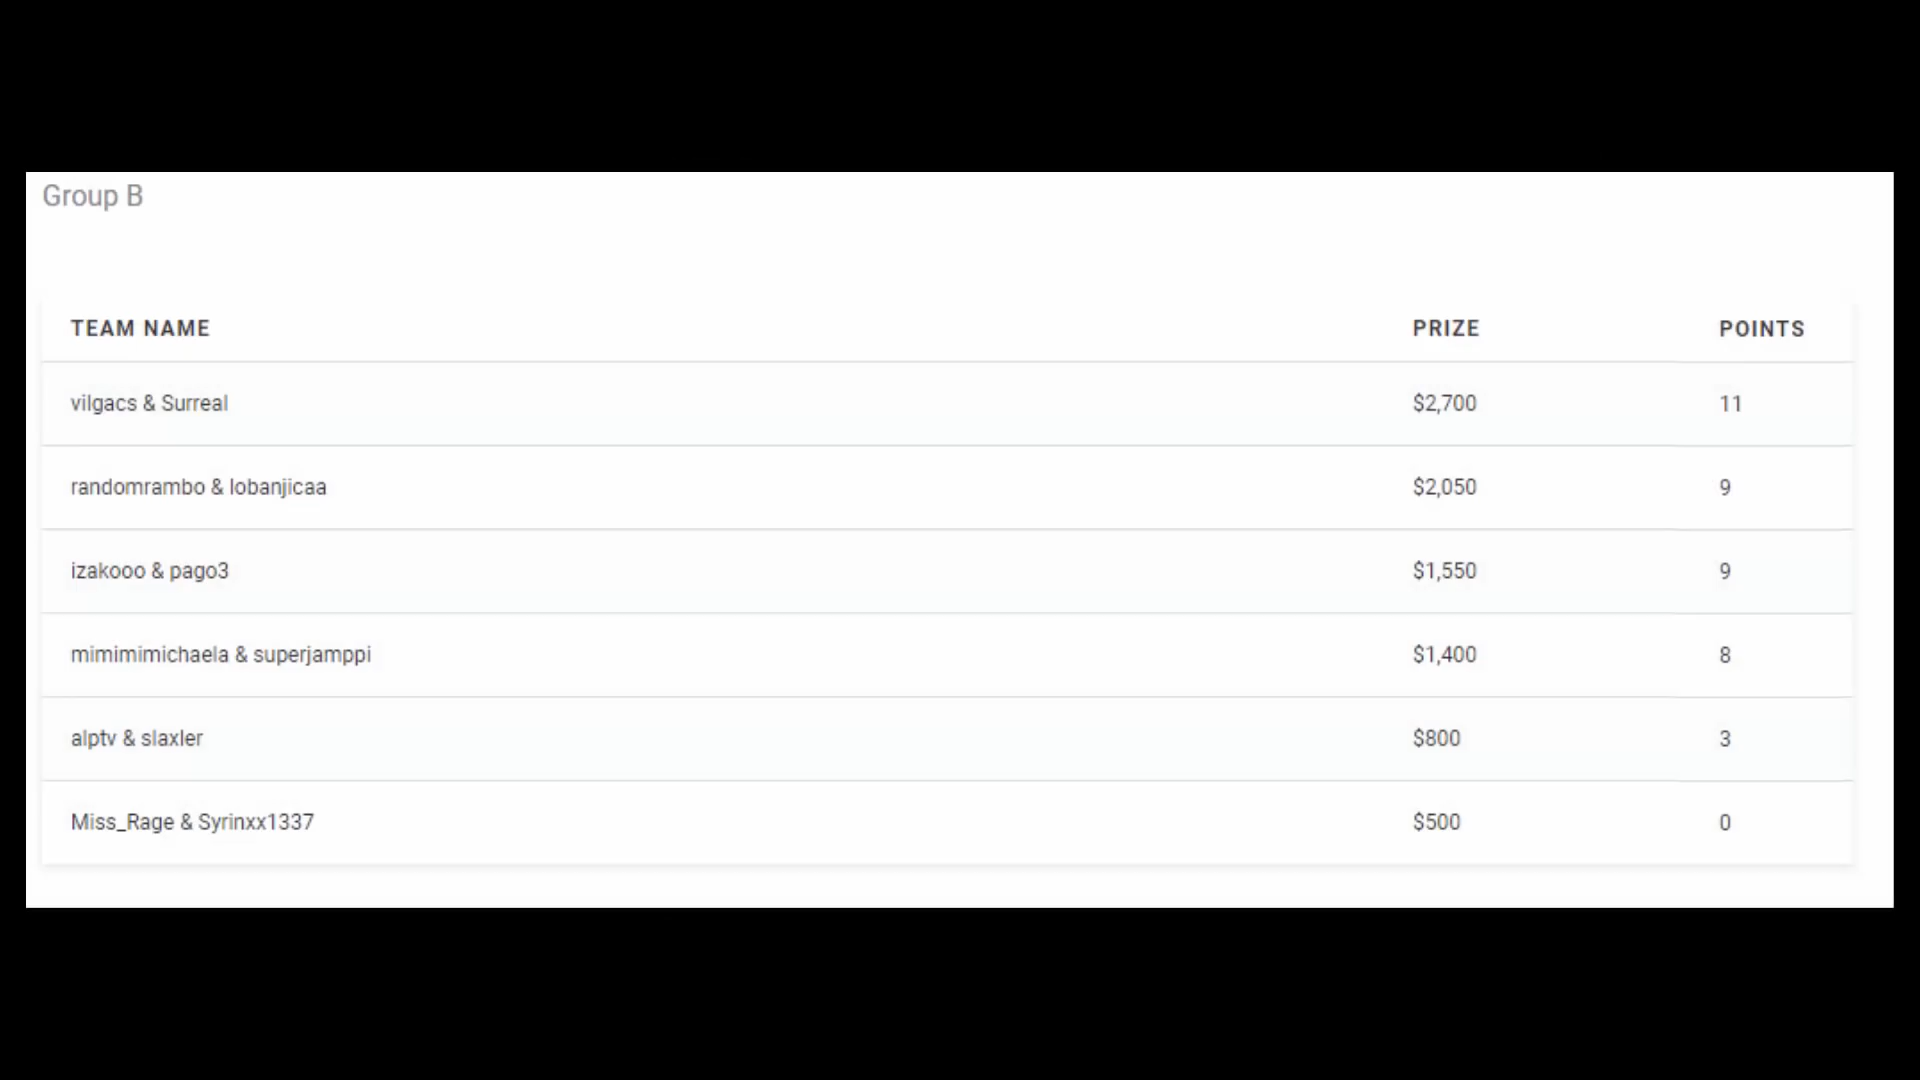 Group B
TEAM NAME PRIZE POINTS
vilgacs & Surreal $2,700 11
randomrambo & lobanjicaa $2,050 9
izakooo & pago3 $1,550 9
mimimimichaela & superjamppi $1,400 8
alptv & slaxler $800 3
Miss_Rage & Syrinxx1337 $500 0